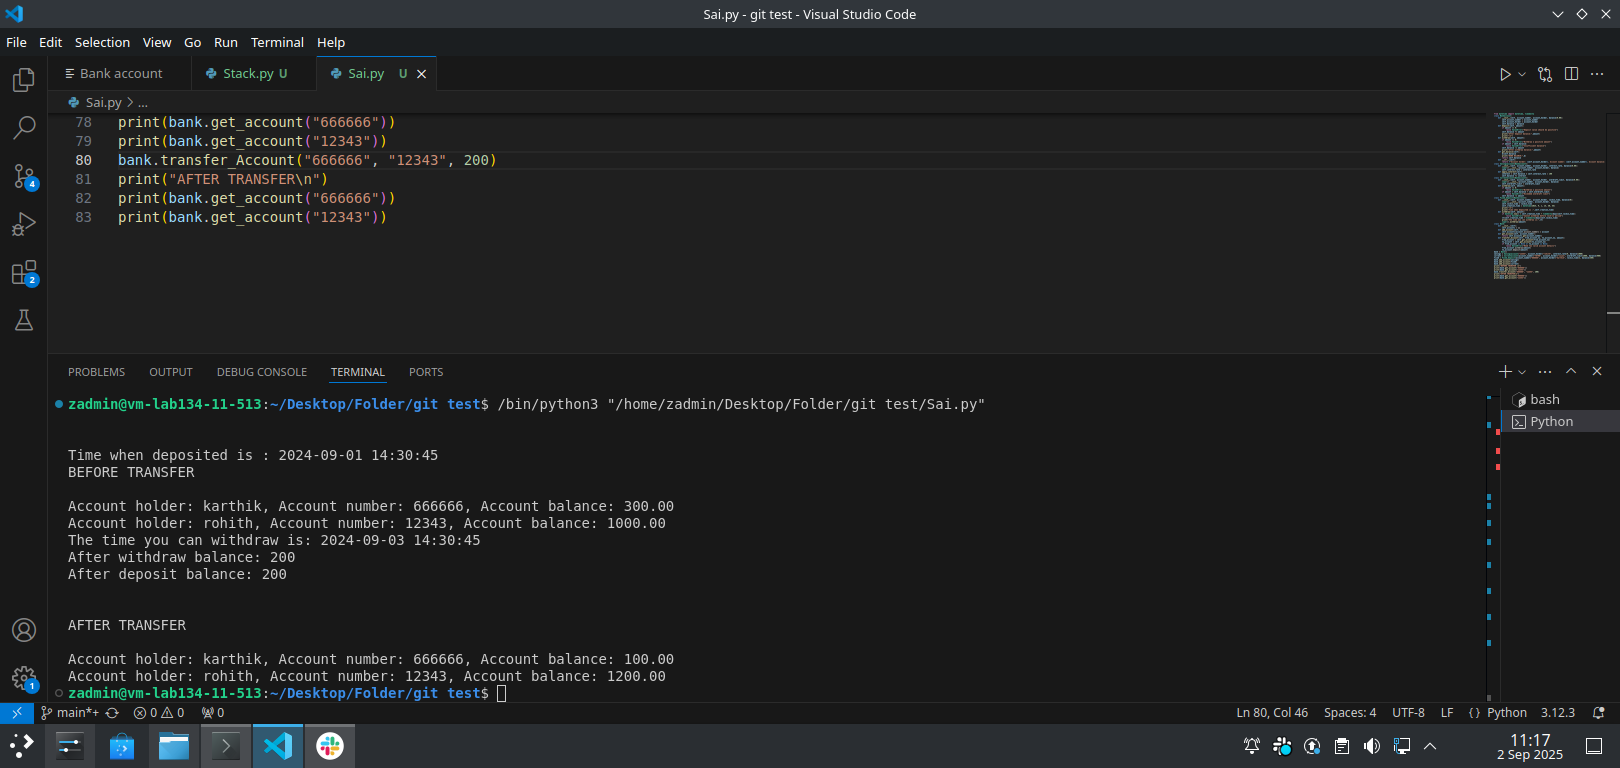 Sai.py - git test - Visual Studio Code
File Edit Selection View Go Run Terminal Help
Bank account Stack.py U Sai.py U
Sai.py > ...
78 print(bank.get_account("666666"))
79 print(bank.get_account("12343"))
80 bank.transfer_Account("666666", "12343", 200)
81 print("AFTER TRANSFER\n")
82 print(bank.get_account("666666"))
83 print(bank.get_account("12343"))
4
2
1
PROBLEMS OUTPUT DEBUG CONSOLE TERMINAL PORTS
bash
Python
zadmin@vm-lab134-11-513:~/Desktop/Folder/git test$ /bin/python3 "/home/zadmin/Desktop/Folder/git test/Sai.py"
Time when deposited is : 2024-09-01 14:30:45
BEFORE TRANSFER
Account holder: karthik, Account number: 666666, Account balance: 300.00
Account holder: rohith, Account number: 12343, Account balance: 1000.00
The time you can withdraw is: 2024-09-03 14:30:45
After withdraw balance: 200
After deposit balance: 200
AFTER TRANSFER
Account holder: karthik, Account number: 666666, Account balance: 100.00
Account holder: rohith, Account number: 12343, Account balance: 1200.00
zadmin@vm-lab134-11-513:~/Desktop/Folder/git test$
main*+ 0 0 0 Ln 80, Col 46 Spaces: 4 UTF-8 LF {} Python 3.12.3
11:17
2 Sep 2025